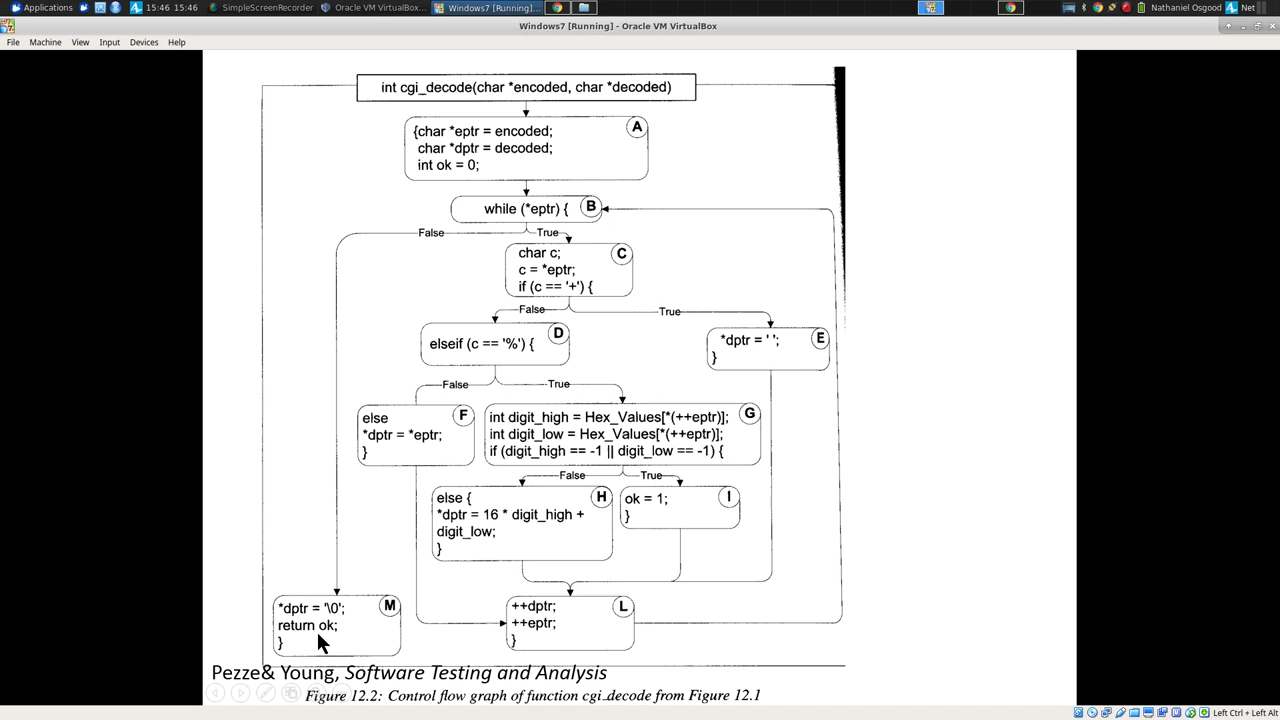 Applications
15:46 15:46
SimpleScreenRecorder
Oracle VM VirtualBox...
Windows7 [Running]...
Nathaniel Osgood
Net
Windows7 [Running] - Oracle VM VirtualBox
File Machine View Input Devices Help
int cgi_decode(char *encoded, char *decoded)
{char *eptr = encoded;
char *dptr = decoded;
int ok = 0;
A
while (*eptr) {
B
False
True
char c;
c = *eptr;
if (c == '+') {
C
False
True
elseif (c == '%') {
D
*dptr = ' ';
}
E
False
True
else
*dptr = *eptr;
}
F
int digit_high = Hex_Values[*(++eptr)];
int digit_low = Hex_Values[*(++eptr)];
if (digit_high == -1 || digit_low == -1) {
G
False
True
else {
*dptr = 16 * digit_high +
digit_low;
}
H
ok = 1;
}
I
*dptr = '\0';
return ok;
}
M
++dptr;
++eptr;
}
L
Pezze& Young, Software Testing and Analysis
Figure 12.2: Control flow graph of function cgi_decode from Figure 12.1
Left Ctrl + Left Alt